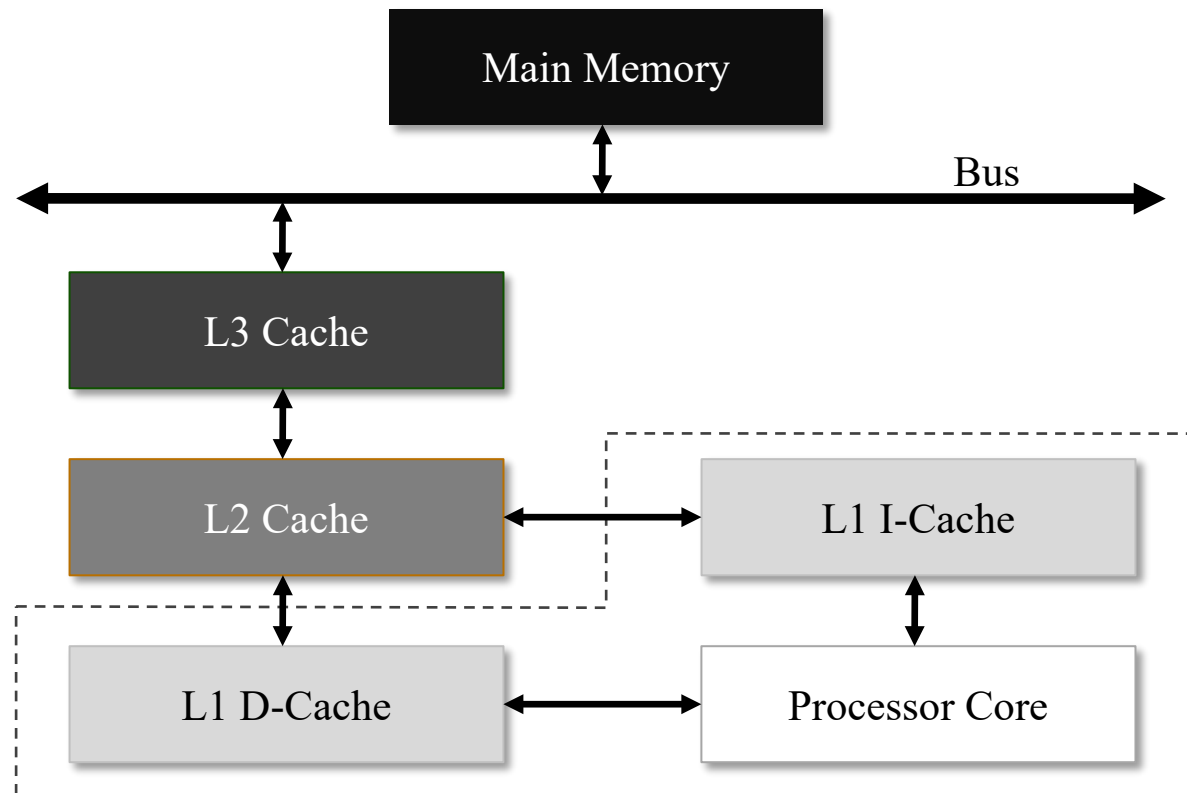 Main Memory
Bus
L3 Cache
L2 Cache
L1 I-Cache
L1 D-Cache
Processor Core